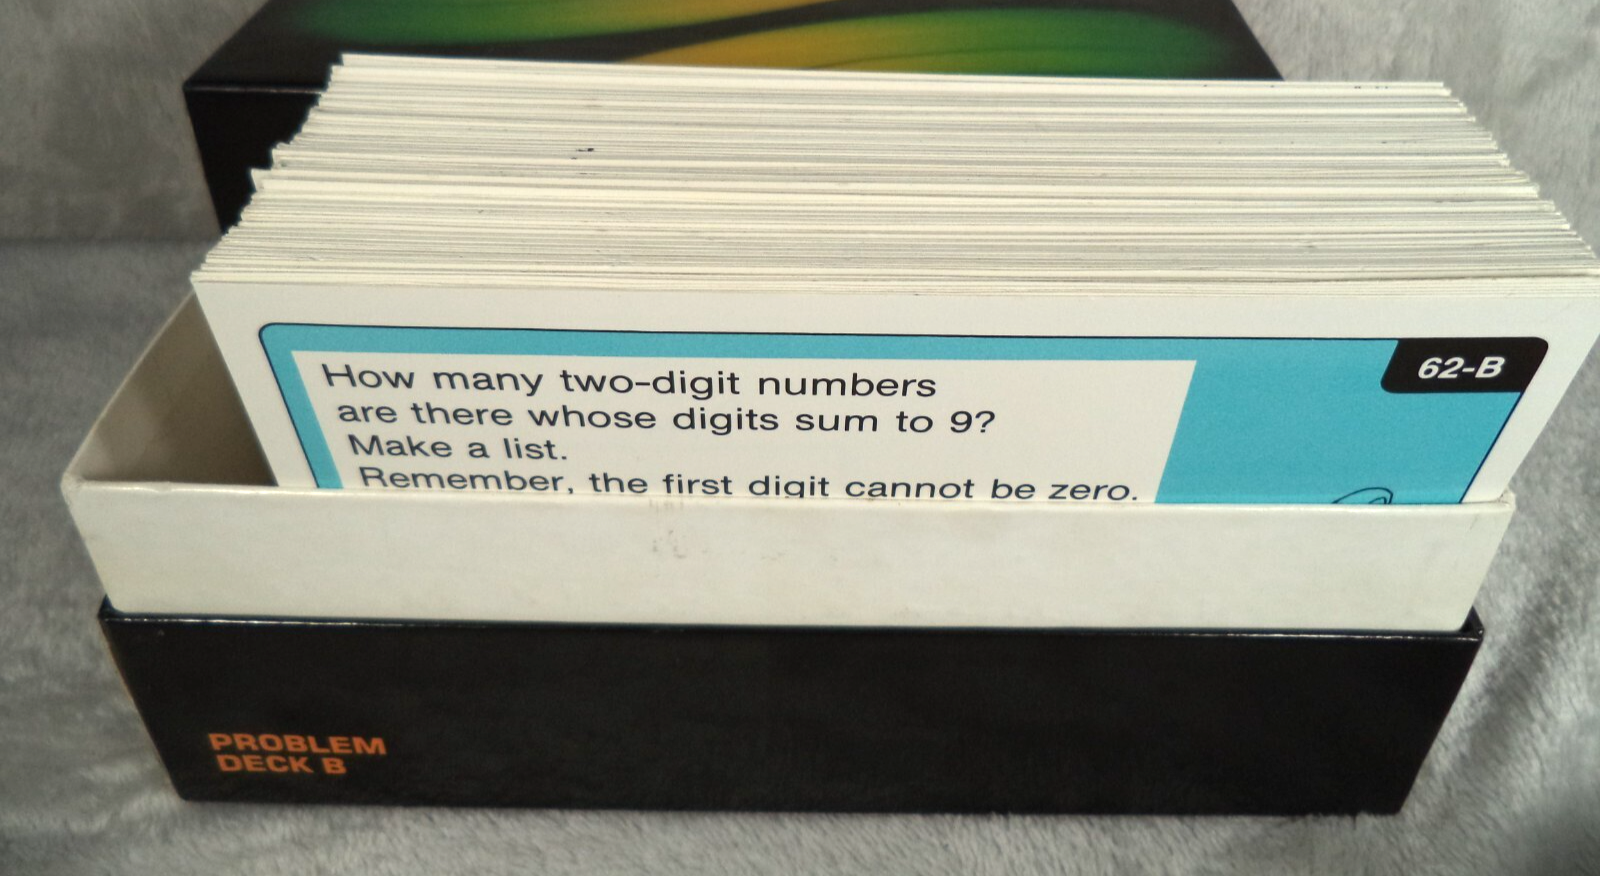 62-B
How many two-digit numbers
are there whose digits sum to 9?
Make a list.
Remember, the first digit cannot be zero.
PROBLEM
DECK B